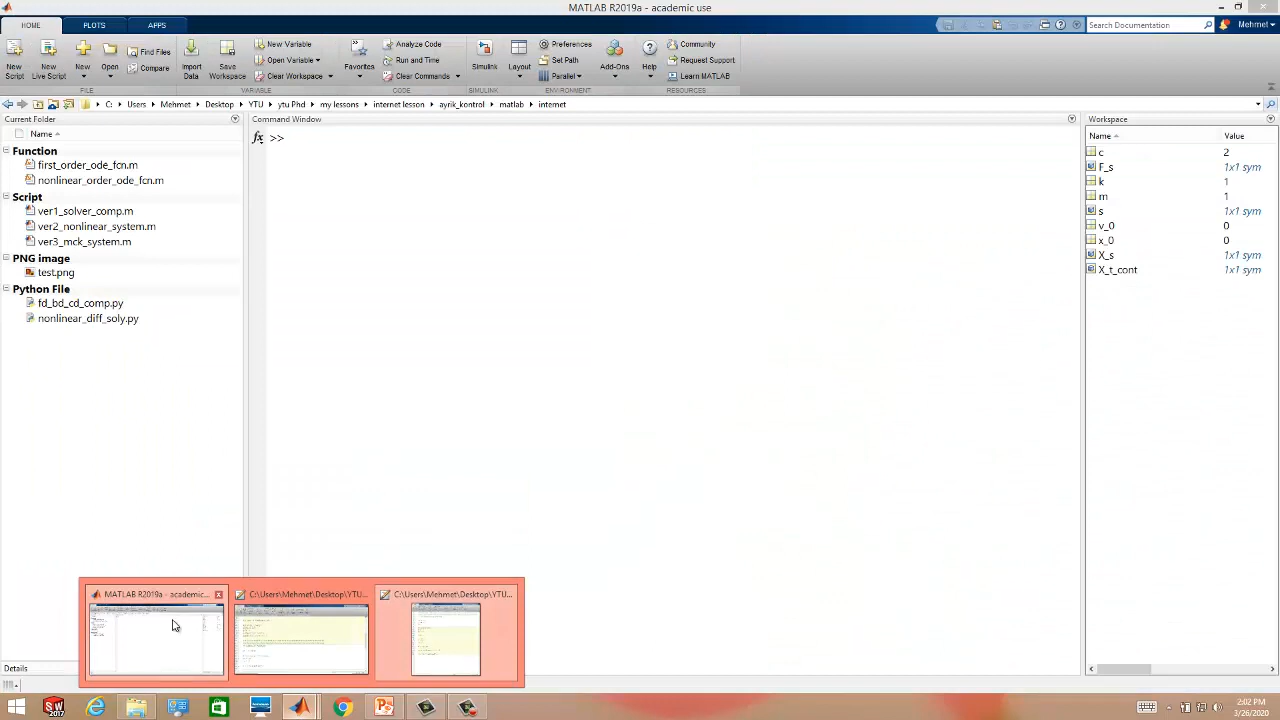 MATLAB R2019a - academic use
HOME PLOTS APPS
Search Documentation
Mehmet
New Script
New Live Script
New
Open
Find Files
Compare
Import Data
Save Workspace
New Variable
Open Variable
Clear Workspace
Favorites
Analyze Code
Run and Time
Clear Commands
Simulink
Layout
Preferences
Set Path
Parallel
Add-Ons
Help
Community
Request Support
Learn MATLAB
FILE VARIABLE CODE SIMULINK ENVIRONMENT RESOURCES
C: Users Mehmet Desktop YTU ytu Phd my lessons internet lesson ayrik_kontrol matlab internet
Current Folder
Name
Function
first_order_ode_fcn.m
nonlinear_order_ode_fcn.m
Script
ver1_solver_comp.m
ver2_nonlinear_system.m
ver3_mck_system.m
PNG image
test.png
Python File
fd_bd_cd_comp.py
nonlinear_diff_soly.py
Details
Command Window
fx >>
Workspace
Name Value
c 2
F_s 1x1 sym
k 1
m 1
s 1x1 sym
v_0 0
x_0 0
X_s 1x1 sym
X_t_cont 1x1 sym
MATLAB R2019a - academic...
C:\Users\Mehmet\Desktop\YTU...
C:\Users\Mehmet\Desktop\YTU...
SW 2017
2:02 PM
3/26/2020